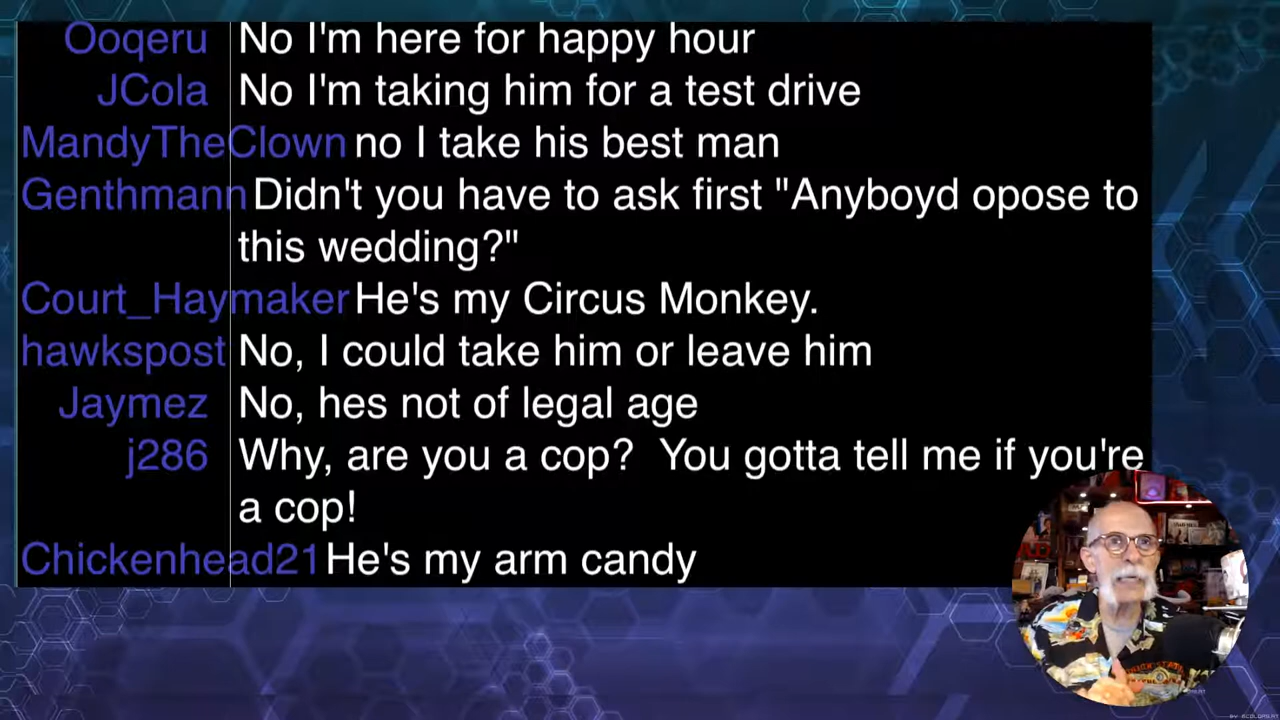 Ooqeru No I'm here for happy hour
JCola No I'm taking him for a test drive
MandyTheClown no I take his best man
Genthmann Didn't you have to ask first "Anyboyd opose to
this wedding?"
Court_Haymaker He's my Circus Monkey.
hawkspost No, I could take him or leave him
Jaymez No, hes not of legal age
j286 Why, are you a cop? You gotta tell me if you're
a cop!
Chickenhead21 He's my arm candy